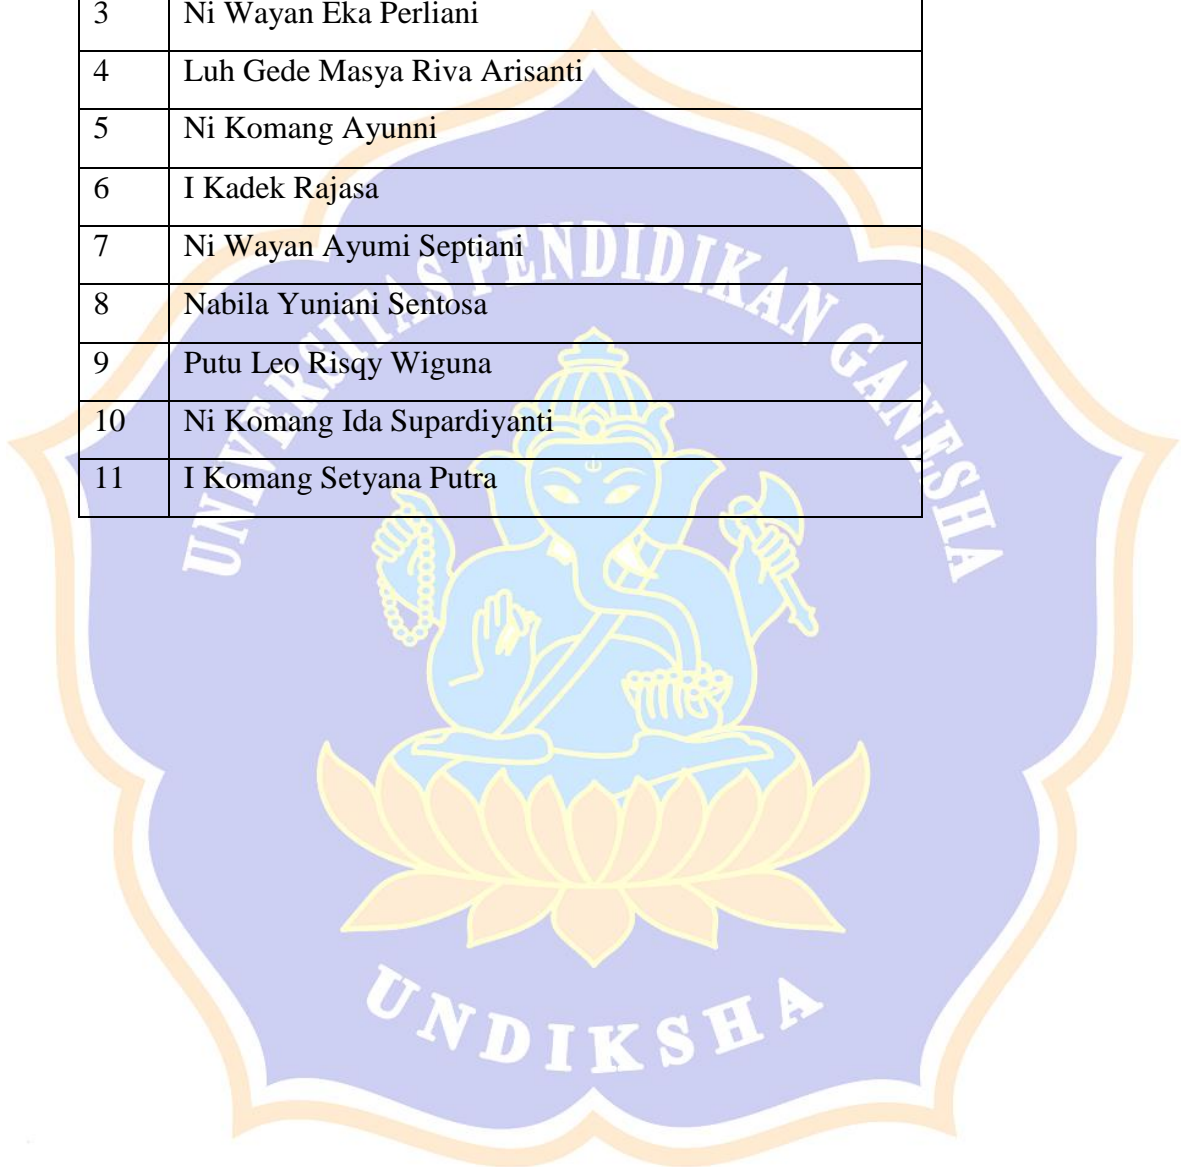 3 Ni Wayan Eka Perliani
4 Luh Gede Masya Riva Arisanti
5 Ni Komang Ayunni
6 I Kadek Rajasa
7 Ni Wayan Ayumi Septiani
8 Nabila Yuniani Sentosa
9 Putu Leo Risqy Wiguna
10 Ni Komang Ida Supardiyanti
11 I Komang Setyana Putra
UNIVERSITAS PENDIDIKAN GANESHA
UNDIKSHA